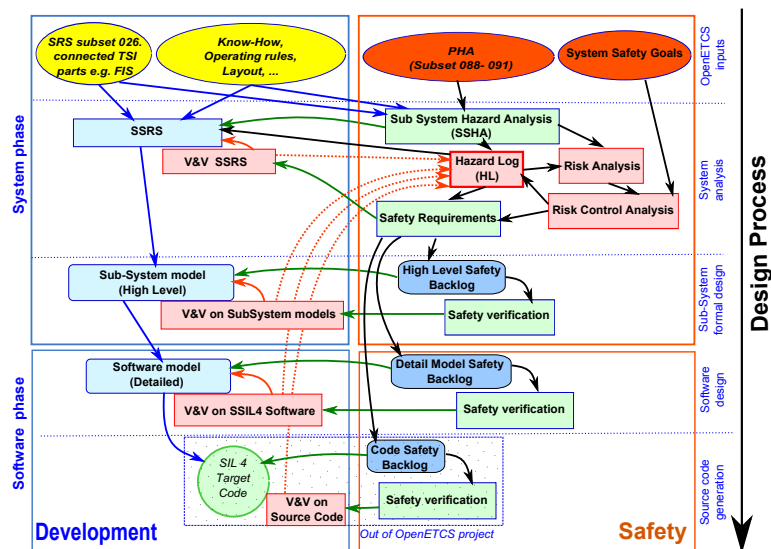 SRS subset 026.
connected TSI
parts e.g. FIS
Know-How,
Operating rules,
Layout, ...
PHA
(Subset 088- 091)
System Safety Goals
OpenETCS
inputs
System phase
SSRS
V&V SSRS
Sub System Hazard Analysis
(SSHA)
Hazard Log
(HL)
Risk Analysis
Risk Control Analysis
Safety Requirements
System
analysis
Sub-System model
(High Level)
V&V on SubSystem models
High Level Safety
Backlog
Safety verification
Sub-System
formal design
Software phase
Software model
(Detailed)
V&V on SSIL4 Software
Detail Model Safety
Backlog
Safety verification
Software
design
SIL 4
Target
Code
V&V on
Source Code
Code Safety
Backlog
Safety verification
Source code
generation
Development
Out of OpenETCS project
Safety
Design Process